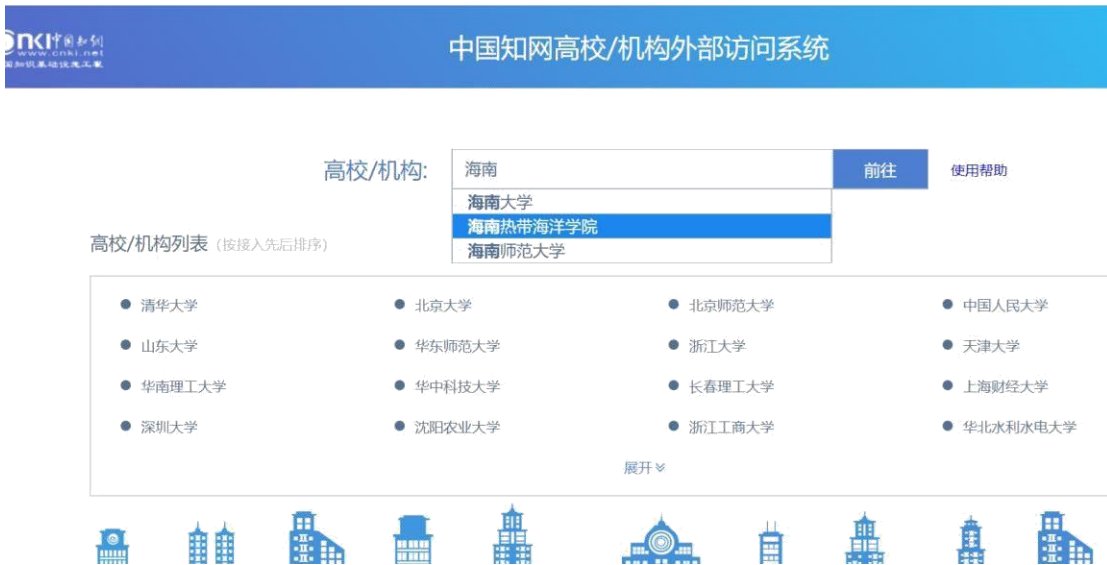 cnki中国知网
www.cnki.net
中国知网高校/机构外部访问系统
高校/机构: 海南 前往 使用帮助
海南大学
海南热带海洋学院
海南师范大学
高校/机构列表 (按接入先后排序)
清华大学 北京大学 北京师范大学 中国人民大学
山东大学 华东师范大学 浙江大学 天津大学
华南理工大学 华中科技大学 长春理工大学 上海财经大学
深圳大学 沈阳农业大学 浙江工商大学 华北水利水电大学
展开